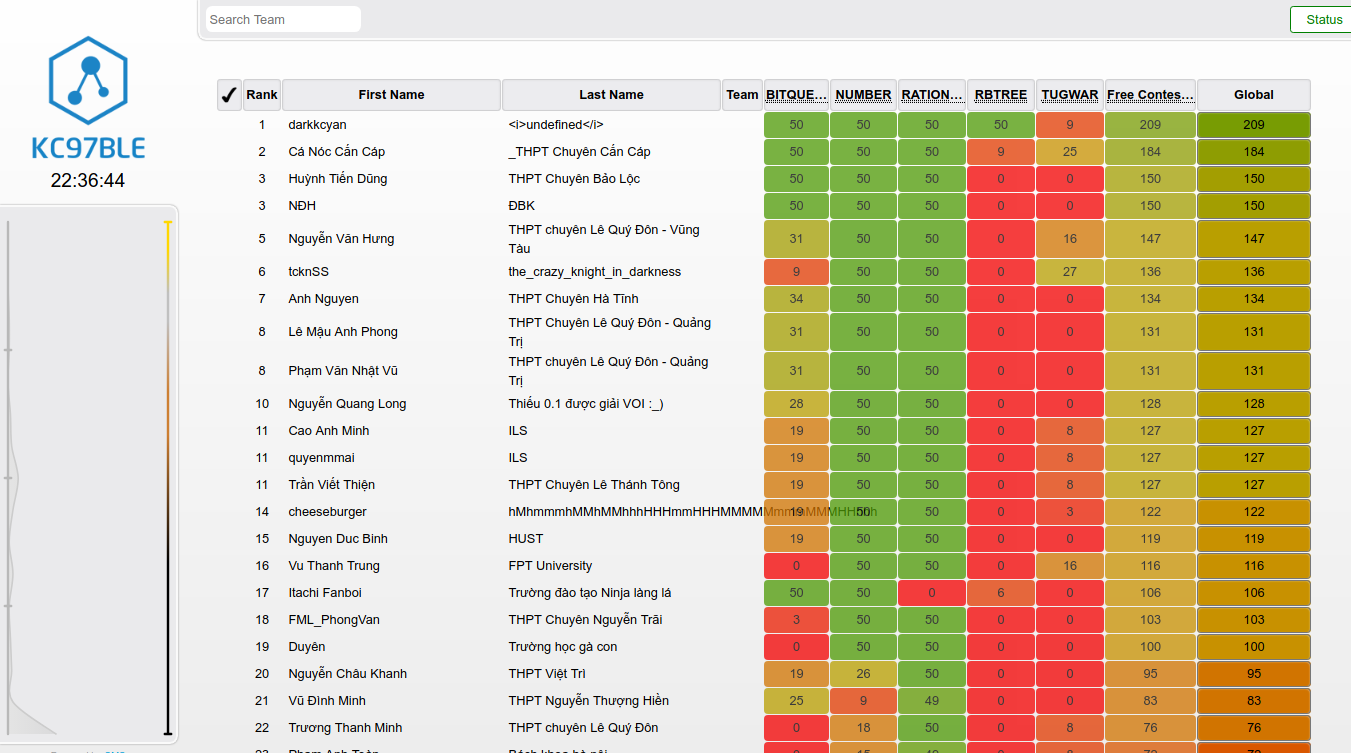 Search Team
Status
KC97BLE
22:36:44
✓ Rank First Name Last Name Team BITQUE... NUMBER RATION... RBTREE TUGWAR Free Contes... Global
1 darkkcyan <i>undefined</i> 50 50 50 50 9 209 209
2 Cá Nóc Cắn Cáp _THPT Chuyên Cắn Cáp 50 50 50 9 25 184 184
3 Huỳnh Tiến Dũng THPT Chuyên Bảo Lộc 50 50 50 0 0 150 150
3 NĐH ĐBK 50 50 50 0 0 150 150
5 Nguyễn Văn Hưng THPT chuyên Lê Quý Đôn - Vũng Tàu 31 50 50 0 16 147 147
6 tcknSS the_crazy_knight_in_darkness 9 50 50 0 27 136 136
7 Anh Nguyen THPT Chuyên Hà Tĩnh 34 50 50 0 0 134 134
8 Lê Mậu Anh Phong THPT Chuyên Lê Quý Đôn - Quảng Trị 31 50 50 0 0 131 131
8 Phạm Văn Nhật Vũ THPT chuyên Lê Quý Đôn - Quảng Trị 31 50 50 0 0 131 131
10 Nguyễn Quang Long Thiếu 0.1 được giải VOI :_) 28 50 50 0 0 128 128
11 Cao Anh Minh ILS 19 50 50 0 8 127 127
11 quyenmmai ILS 19 50 50 0 8 127 127
11 Trần Viết Thiện THPT Chuyên Lê Thánh Tông 19 50 50 0 8 127 127
14 cheeseburger 19 50 50 0 3 122 122
15 Nguyen Duc Binh HUST 19 50 50 0 0 119 119
16 Vu Thanh Trung FPT University 0 50 50 0 16 116 116
17 Itachi Fanboi Trường đào tạo Ninja làng lá 50 50 0 6 0 106 106
18 FML_PhongVan THPT Chuyên Nguyễn Trãi 3 50 50 0 0 103 103
19 Duyên Trường học gà con 0 50 50 0 0 100 100
20 Nguyễn Châu Khanh THPT Việt Trì 19 26 50 0 0 95 95
21 Vũ Đình Minh THPT Nguyễn Thượng Hiền 25 9 49 0 0 83 83
22 Trương Thanh Minh THPT chuyên Lê Quý Đôn 0 18 50 0 8 76 76